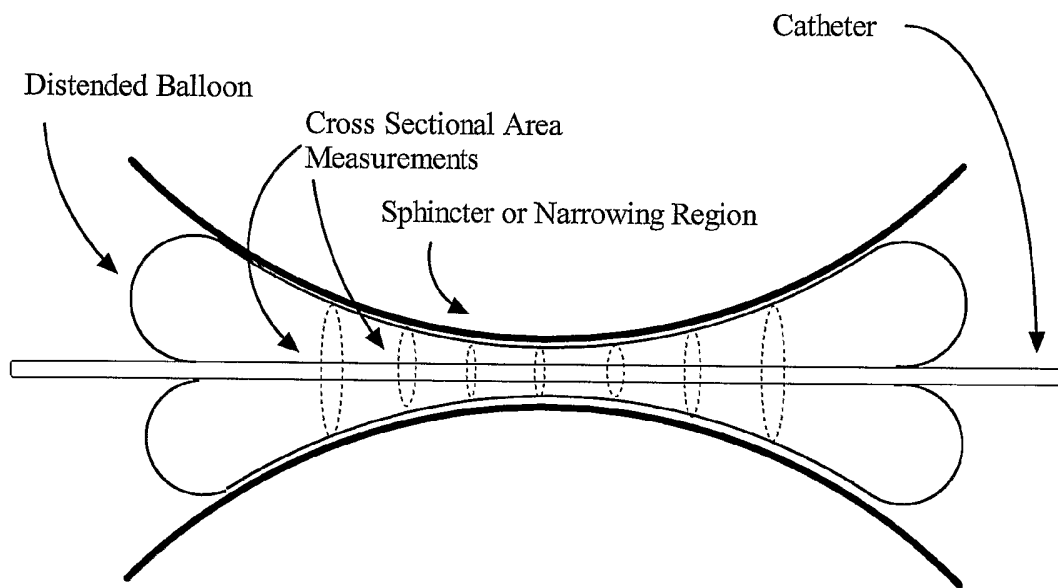 Catheter
Distended Balloon
Cross Sectional Area
Measurements
Sphincter or Narrowing Region